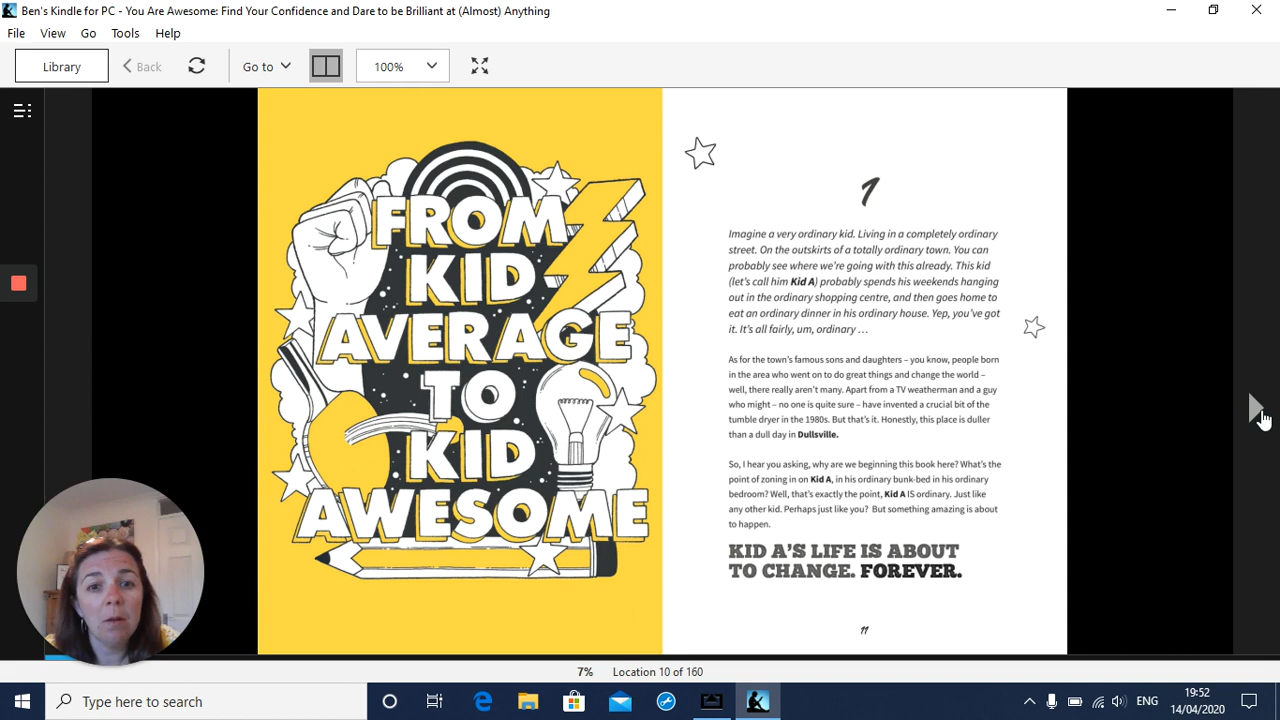 Ben's Kindle for PC - You Are Awesome: Find Your Confidence and Dare to be Brilliant at (Almost) Anything
File View Go Tools Help
Library Back Go to 100%
FROM
KID
AVERAGE
TO
KID
AWESOME
1
Imagine a very ordinary kid. Living in a completely ordinary
street. On the outskirts of a totally ordinary town. You can
probably see where we're going with this already. This kid
(let's call him Kid A) probably spends his weekends hanging
out in the ordinary shopping centre, and then goes home to
eat an ordinary dinner in his ordinary house. Yep, you've got
it. It's all fairly, um, ordinary …
As for the town's famous sons and daughters – you know, people born
in the area who went on to do great things and change the world –
well, there really aren't many. Apart from a TV weatherman and a guy
who might – no one is quite sure – have invented a crucial bit of the
tumble dryer in the 1980s. But that's it. Honestly, this place is duller
than a dull day in Dullsville.
So, I hear you asking, why are we beginning this book here? What's the
point of zoning in on Kid A, in his ordinary bunk-bed in his ordinary
bedroom? Well, that's exactly the point, Kid A IS ordinary. Just like
any other kid. Perhaps just like you? But something amazing is about
to happen.
KID A'S LIFE IS ABOUT
TO CHANGE. FOREVER.
11
7% Location 10 of 160
Type here to search
ENG
19:52
14/04/2020